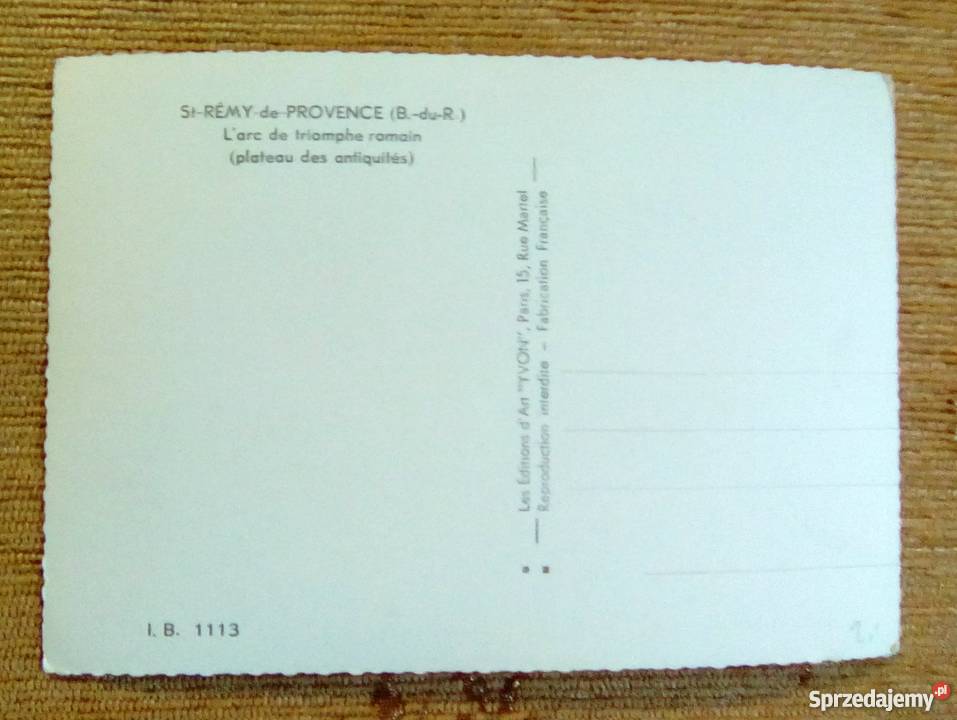 St-RÉMY-de-PROVENCE (B.-du-R.)
L'arc de triomphe romain
(plateau des antiquités)
Les Éditions d'Art "YVON", Paris, 15, Rue Martel
Reproduction interdite - Fabrication Française
I. B. 1113
Sprzedajemy.pl